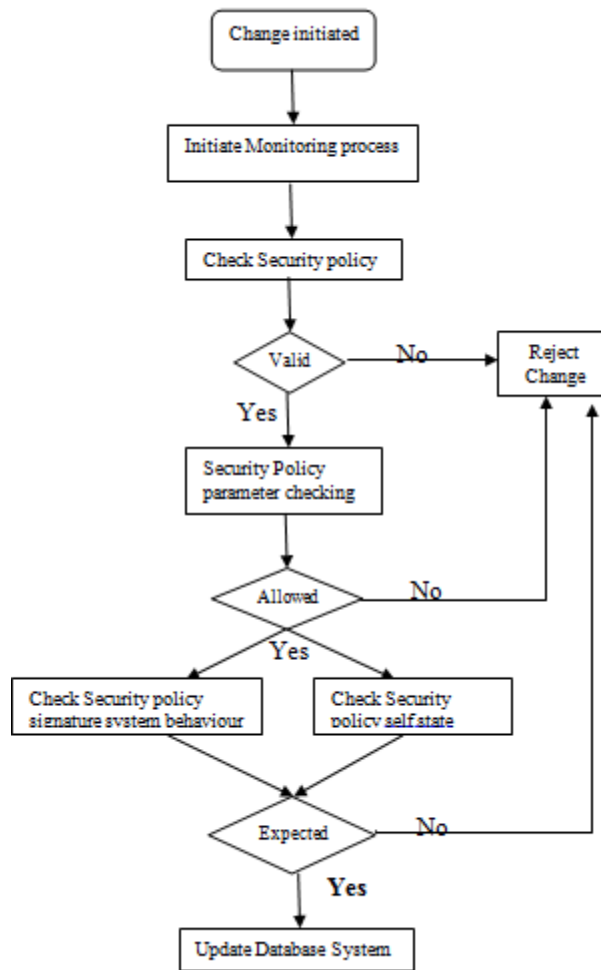 Change initiated
Initiate Monitoring process
Check Security policy
Valid
No
Reject
Change
Yes
Security Policy
parameter checking
Allowed
No
Yes
Check Security policy
signature system behaviour
Check Security
policy self state
Expected
No
Yes
Update Database System